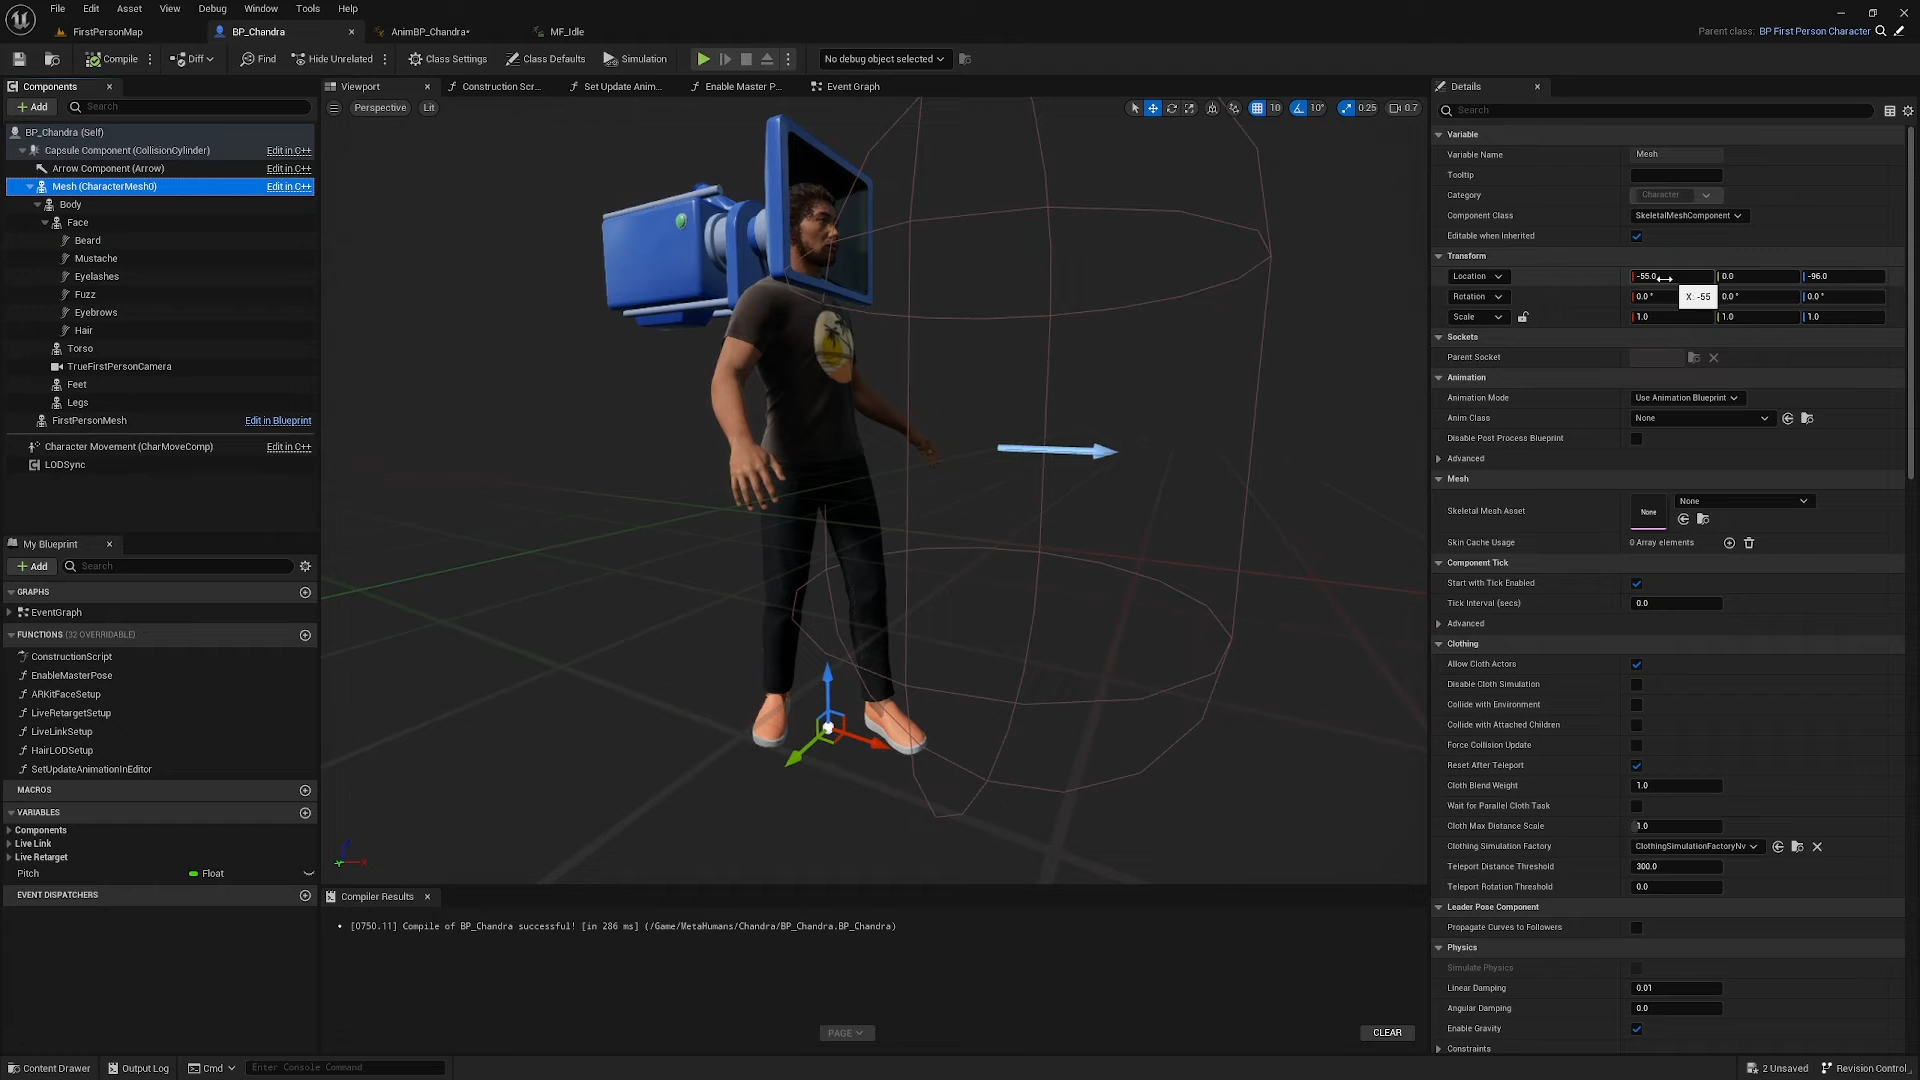 File Edit Asset View Debug Window Tools Help
FirstPersonMap
BP_Chandra
AnimBP_Chandra*
MF_Idle
Parent class: BP First Person Character
Compile
Diff
Find
Hide Unrelated
Class Settings
Class Defaults
Simulation
No debug object selected
Components
Add
Search
BP_Chandra (Self)
Capsule Component (CollisionCylinder) Edit in C++
Arrow Component (Arrow) Edit in C++
Mesh (CharacterMesh0) Edit in C++
Body
Face
Beard
Mustache
Eyelashes
Fuzz
Eyebrows
Hair
Torso
TrueFirstPersonCamera
Feet
Legs
FirstPersonMesh Edit in Blueprint
Character Movement (CharMoveComp) Edit in C++
LODSync
My Blueprint
Add
Search
GRAPHS
EventGraph
FUNCTIONS (32 OVERRIDABLE)
ConstructionScript
EnableMasterPose
ARKitFaceSetup
LiveRetargetSetup
LiveLinkSetup
HairLODSetup
SetUpdateAnimationInEditor
MACROS
VARIABLES
Components
Live Link
Live Retarget
Pitch Float
EVENT DISPATCHERS
Viewport
Construction Scr...
Set Update Anim...
Enable Master P...
Event Graph
Perspective
Lit
10
10°
0.25
0.7
Compiler Results
• [0750.11] Compile of BP_Chandra successful! [in 286 ms] (/Game/MetaHumans/Chandra/BP_Chandra.BP_Chandra)
PAGE
CLEAR
Details
Search
Variable
Variable Name Mesh
Tooltip
Category Character
Component Class SkeletalMeshComponent
Editable when Inherited
Transform
Location -55.0 0.0 -96.0
Rotation 0.0 ° 0.0 ° 0.0 °
X: -55
Scale 1.0 1.0 1.0
Sockets
Parent Socket
Animation
Animation Mode Use Animation Blueprint
Anim Class None
Disable Post Process Blueprint
Advanced
Mesh
Skeletal Mesh Asset None None
Skin Cache Usage 0 Array elements
Component Tick
Start with Tick Enabled
Tick Interval (secs) 0.0
Advanced
Clothing
Allow Cloth Actors
Disable Cloth Simulation
Collide with Environment
Collide with Attached Children
Force Collision Update
Reset After Teleport
Cloth Blend Weight 1.0
Wait for Parallel Cloth Task
Cloth Max Distance Scale 1.0
Clothing Simulation Factory ClothingSimulationFactoryNv
Teleport Distance Threshold 300.0
Teleport Rotation Threshold 0.0
Leader Pose Component
Propagate Curves to Followers
Physics
Simulate Physics
Linear Damping 0.01
Angular Damping 0.0
Enable Gravity
Constraints
Content Drawer
Output Log
Cmd
Enter Console Command
2 Unsaved
Revision Control